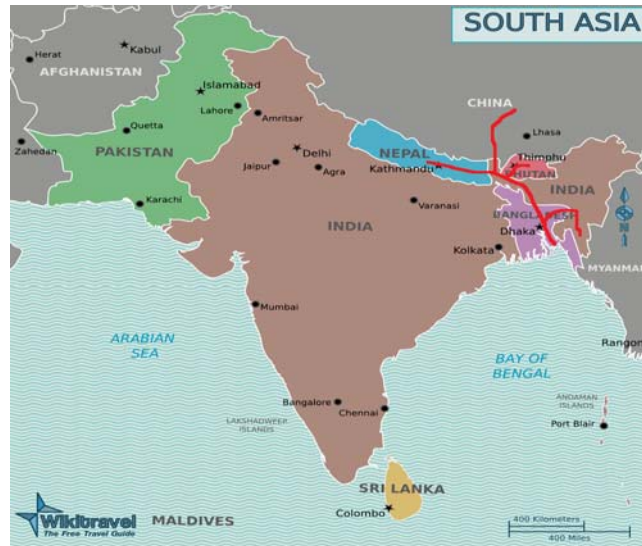 SOUTH ASIA
Kabul
Herat
AFGHANISTAN
Islamabad
Lahore
Amritsar
CHINA
Lhasa
Quetta
Zahedan
PAKISTAN
Delhi
Jaipur
Agra
NEPAL
Kathmandu
Thimphu
BHUTAN
INDIA
Karachi
Varanasi
BANGLADESH
Dhaka
INDIA
Kolkata
N
MYANMAR
Mumbai
ARABIAN
SEA
BAY OF
BENGAL
Rangon
Bangalore
Chennai
LAKSHADWEEP
ISLANDS
ANDAMAN
ISLANDS
Port Blair
SRI LANKA
Colombo
Wikitravel
The Free Travel Guide
MALDIVES
400 Kilometers
400 Miles